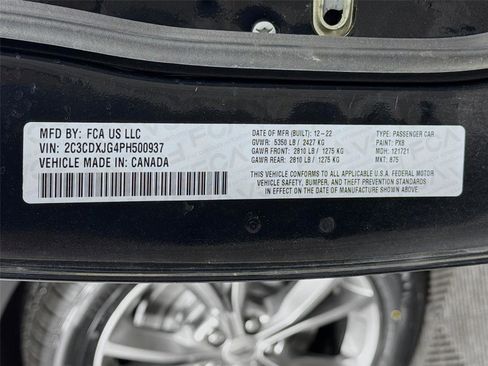 MFD BY: FCA US LLC
VIN: 2C3CDXJG4PH500937
VEHICLE MADE IN: CANADA
DATE OF MFR (BUILT): 12-22
GVWR: 5350 LB / 2427 KG
GAWR FRONT: 2810 LB / 1275 KG
GAWR REAR: 2810 LB / 1275 KG
TYPE: PASSENGER CAR
PAINT: PX8
MDH: 121721
MKT: 875
THIS VEHICLE CONFORMS TO ALL APPLICABLE U.S.A. FEDERAL MOTOR
VEHICLE SAFETY, BUMPER, AND THEFT PREVENTION STANDARDS
IN EFFECT ON THE DATE OF MANUFACTURE SHOWN ABOVE.